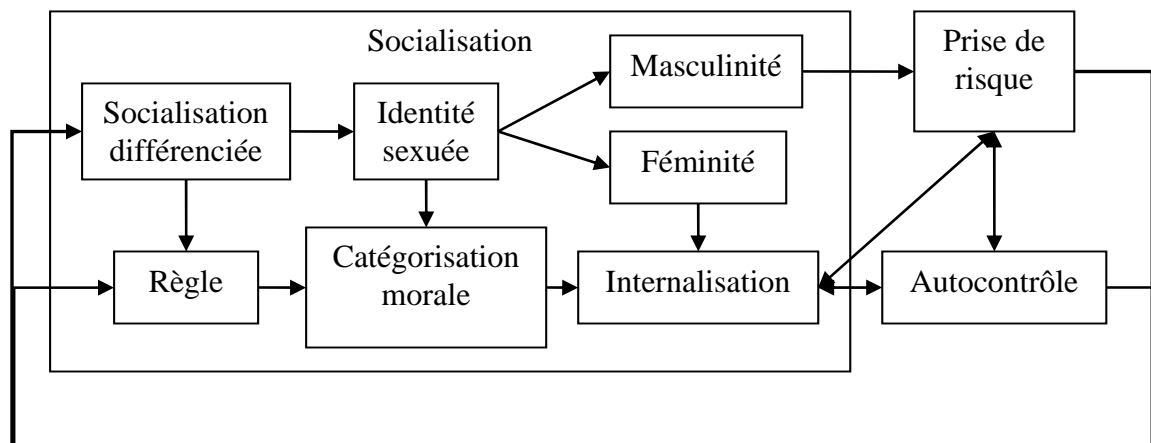 Socialisation
Masculinité
Prise de
risque
Socialisation
différenciée
Identité
sexuée
Féminité
Règle
Catégorisation
morale
Internalisation
Autocontrôle